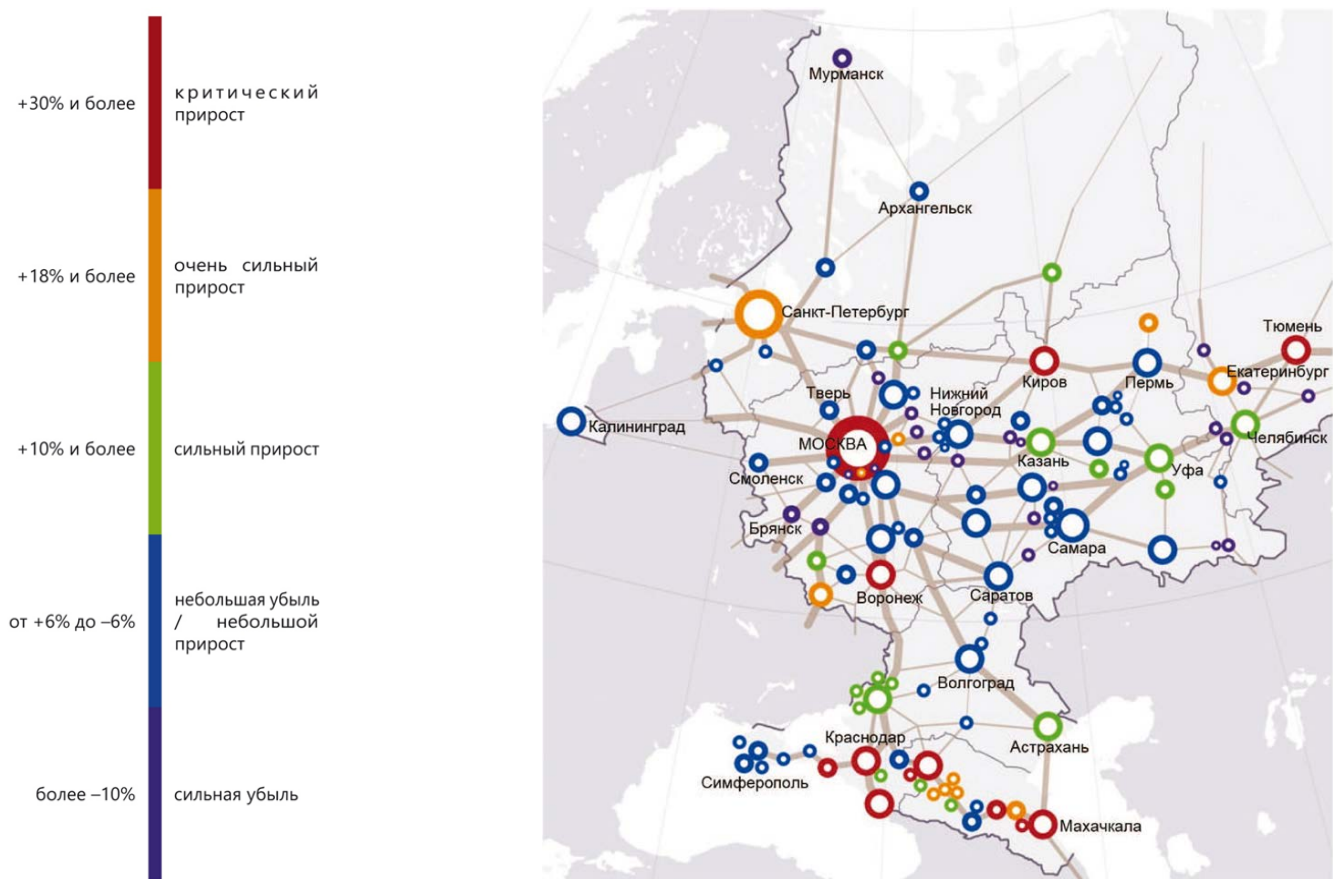 +30% и более
критический
прирост
+18% и более
очень сильный
прирост
+10% и более
сильный прирост
от +6% до –6%
небольшая убыль
/ небольшой
прирост
более –10%
сильная убыль
Мурманск
Архангельск
Санкт-Петербург
Тюмень
Екатеринбург
Киров
Пермь
Тверь
Нижний
Новгород
Калининград
МОСКВА
Челябинск
Казань
Уфа
Смоленск
Брянск
Самара
Воронеж
Саратов
Волгоград
Краснодар
Астрахань
Симферополь
Махачкала